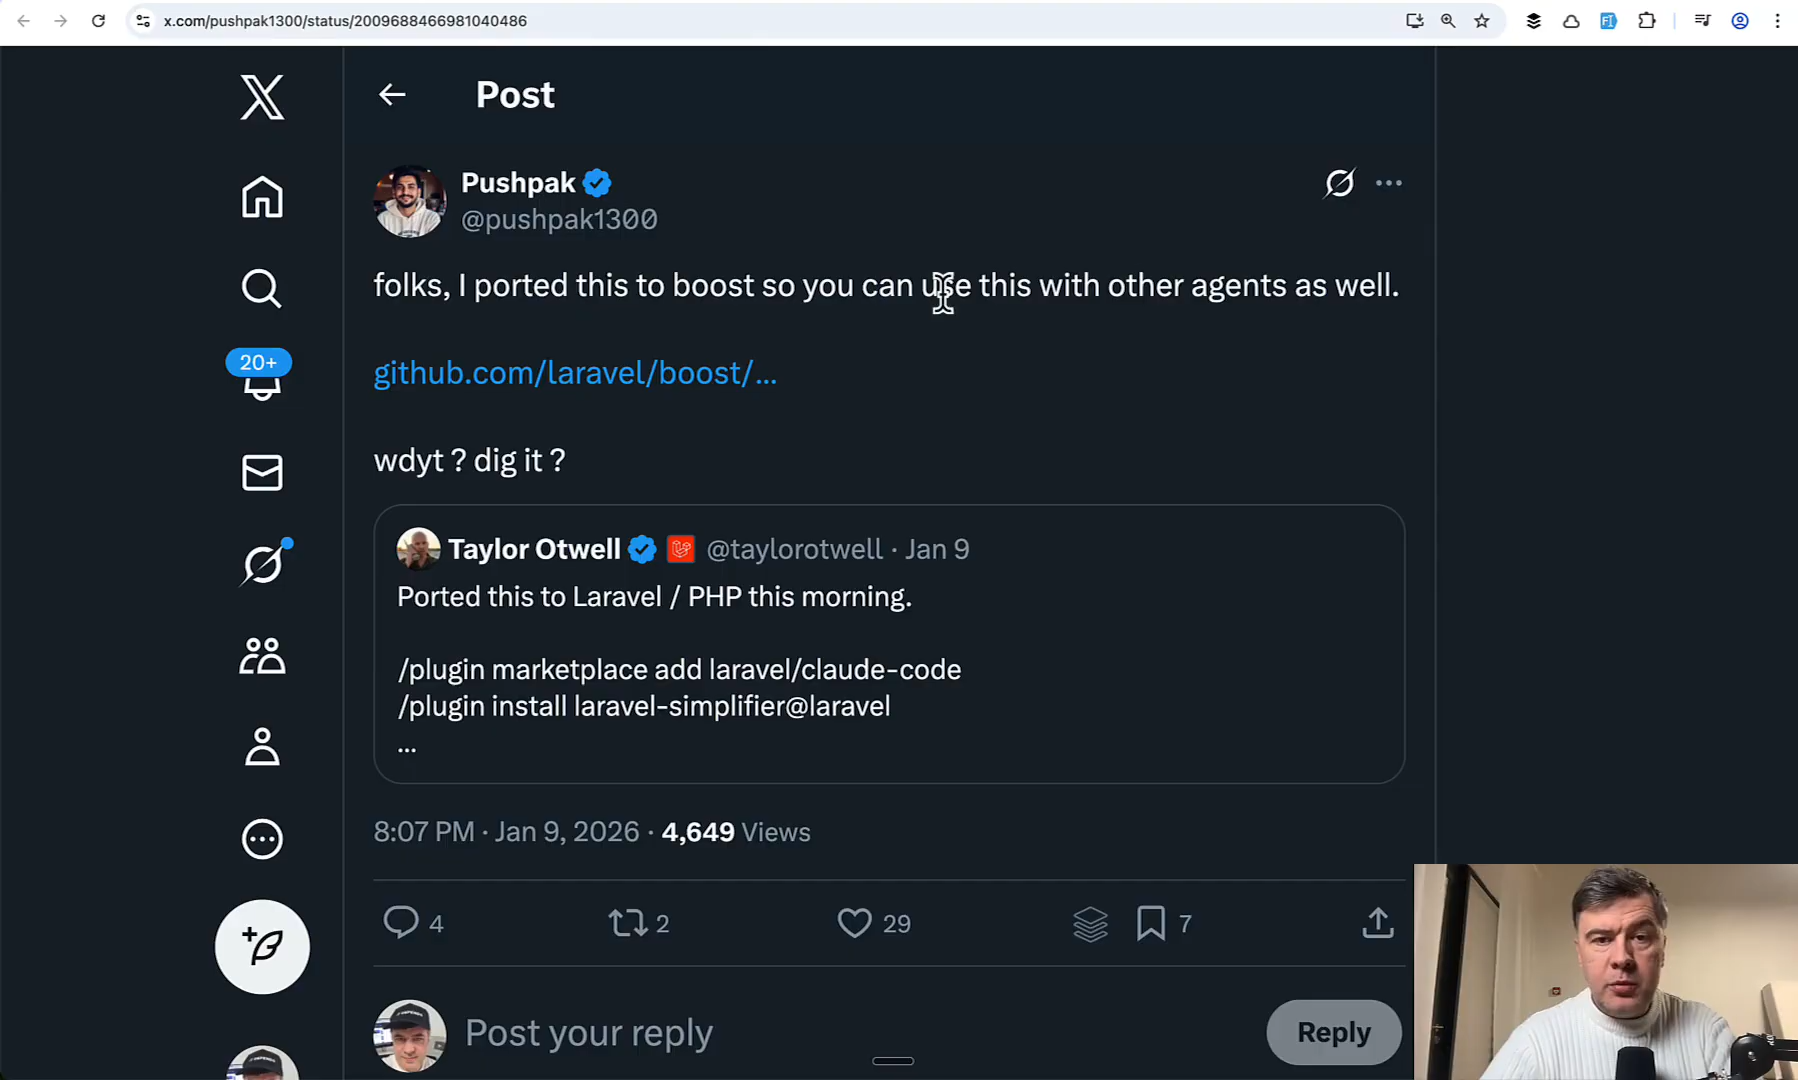 x.com/pushpak1300/status/2009688466981040486
Post
Pushpak
@pushpak1300
folks, I ported this to boost so you can use this with other agents as well.
github.com/laravel/boost/...
wdyt ? dig it ?
Taylor Otwell @taylorotwell · Jan 9
Ported this to Laravel / PHP this morning.
/plugin marketplace add laravel/claude-code
/plugin install laravel-simplifier@laravel
...
8:07 PM · Jan 9, 2026 · 4,649 Views
4 2 29 7
Post your reply
Reply
20+